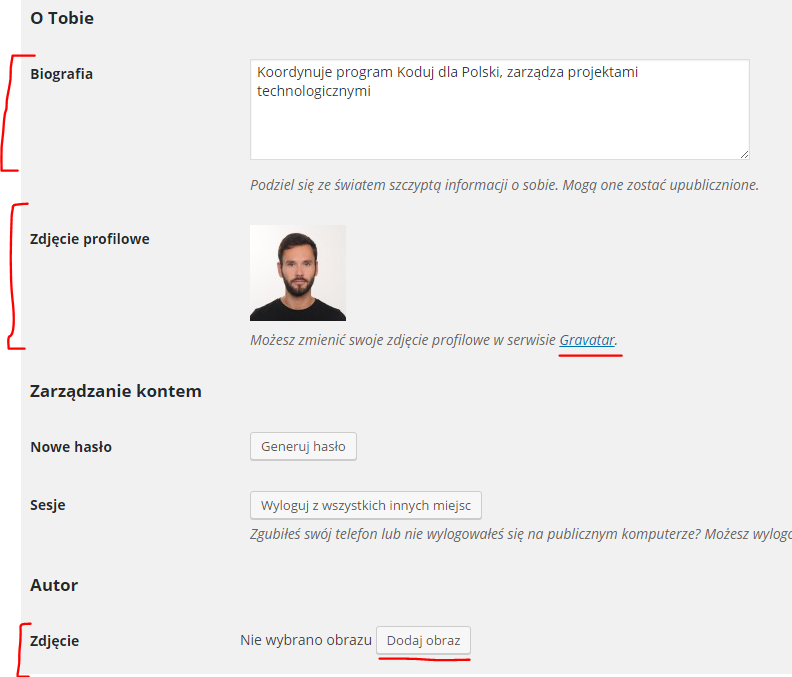 O Tobie
Biografia
Koordynuje program Koduj dla Polski, zarządza projektami
technologicznymi
Podziel się ze światem szczyptą informacji o sobie. Mogą one zostać upublicznione.
Zdjęcie profilowe
Możesz zmienić swoje zdjęcie profilowe w serwisie Gravatar.
Zarządzanie kontem
Nowe hasło
Generuj hasło
Sesje
Wyloguj z wszystkich innych miejsc
Zgubiłeś swój telefon lub nie wylogowałeś się na publicznym komputerze? Możesz wylogo
Autor
Zdjęcie
Nie wybrano obrazu
Dodaj obraz